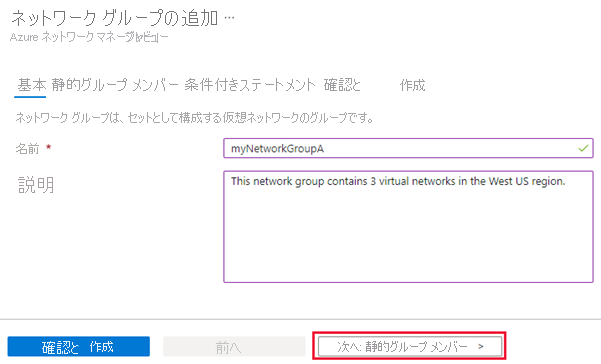 ネットワーク グループの追加 ...
Azure ネットワーク マネージャープレビュー
基本 静的グループ メンバー 条件付きステートメント 確認と 作成
ネットワーク グループは、セットとして構成する仮想ネットワークのグループです。
名前 * myNetworkGroupA
説明 This network group contains 3 virtual networks in the West US region.
確認と 作成 前へ 次へ: 静的グループ メンバー >